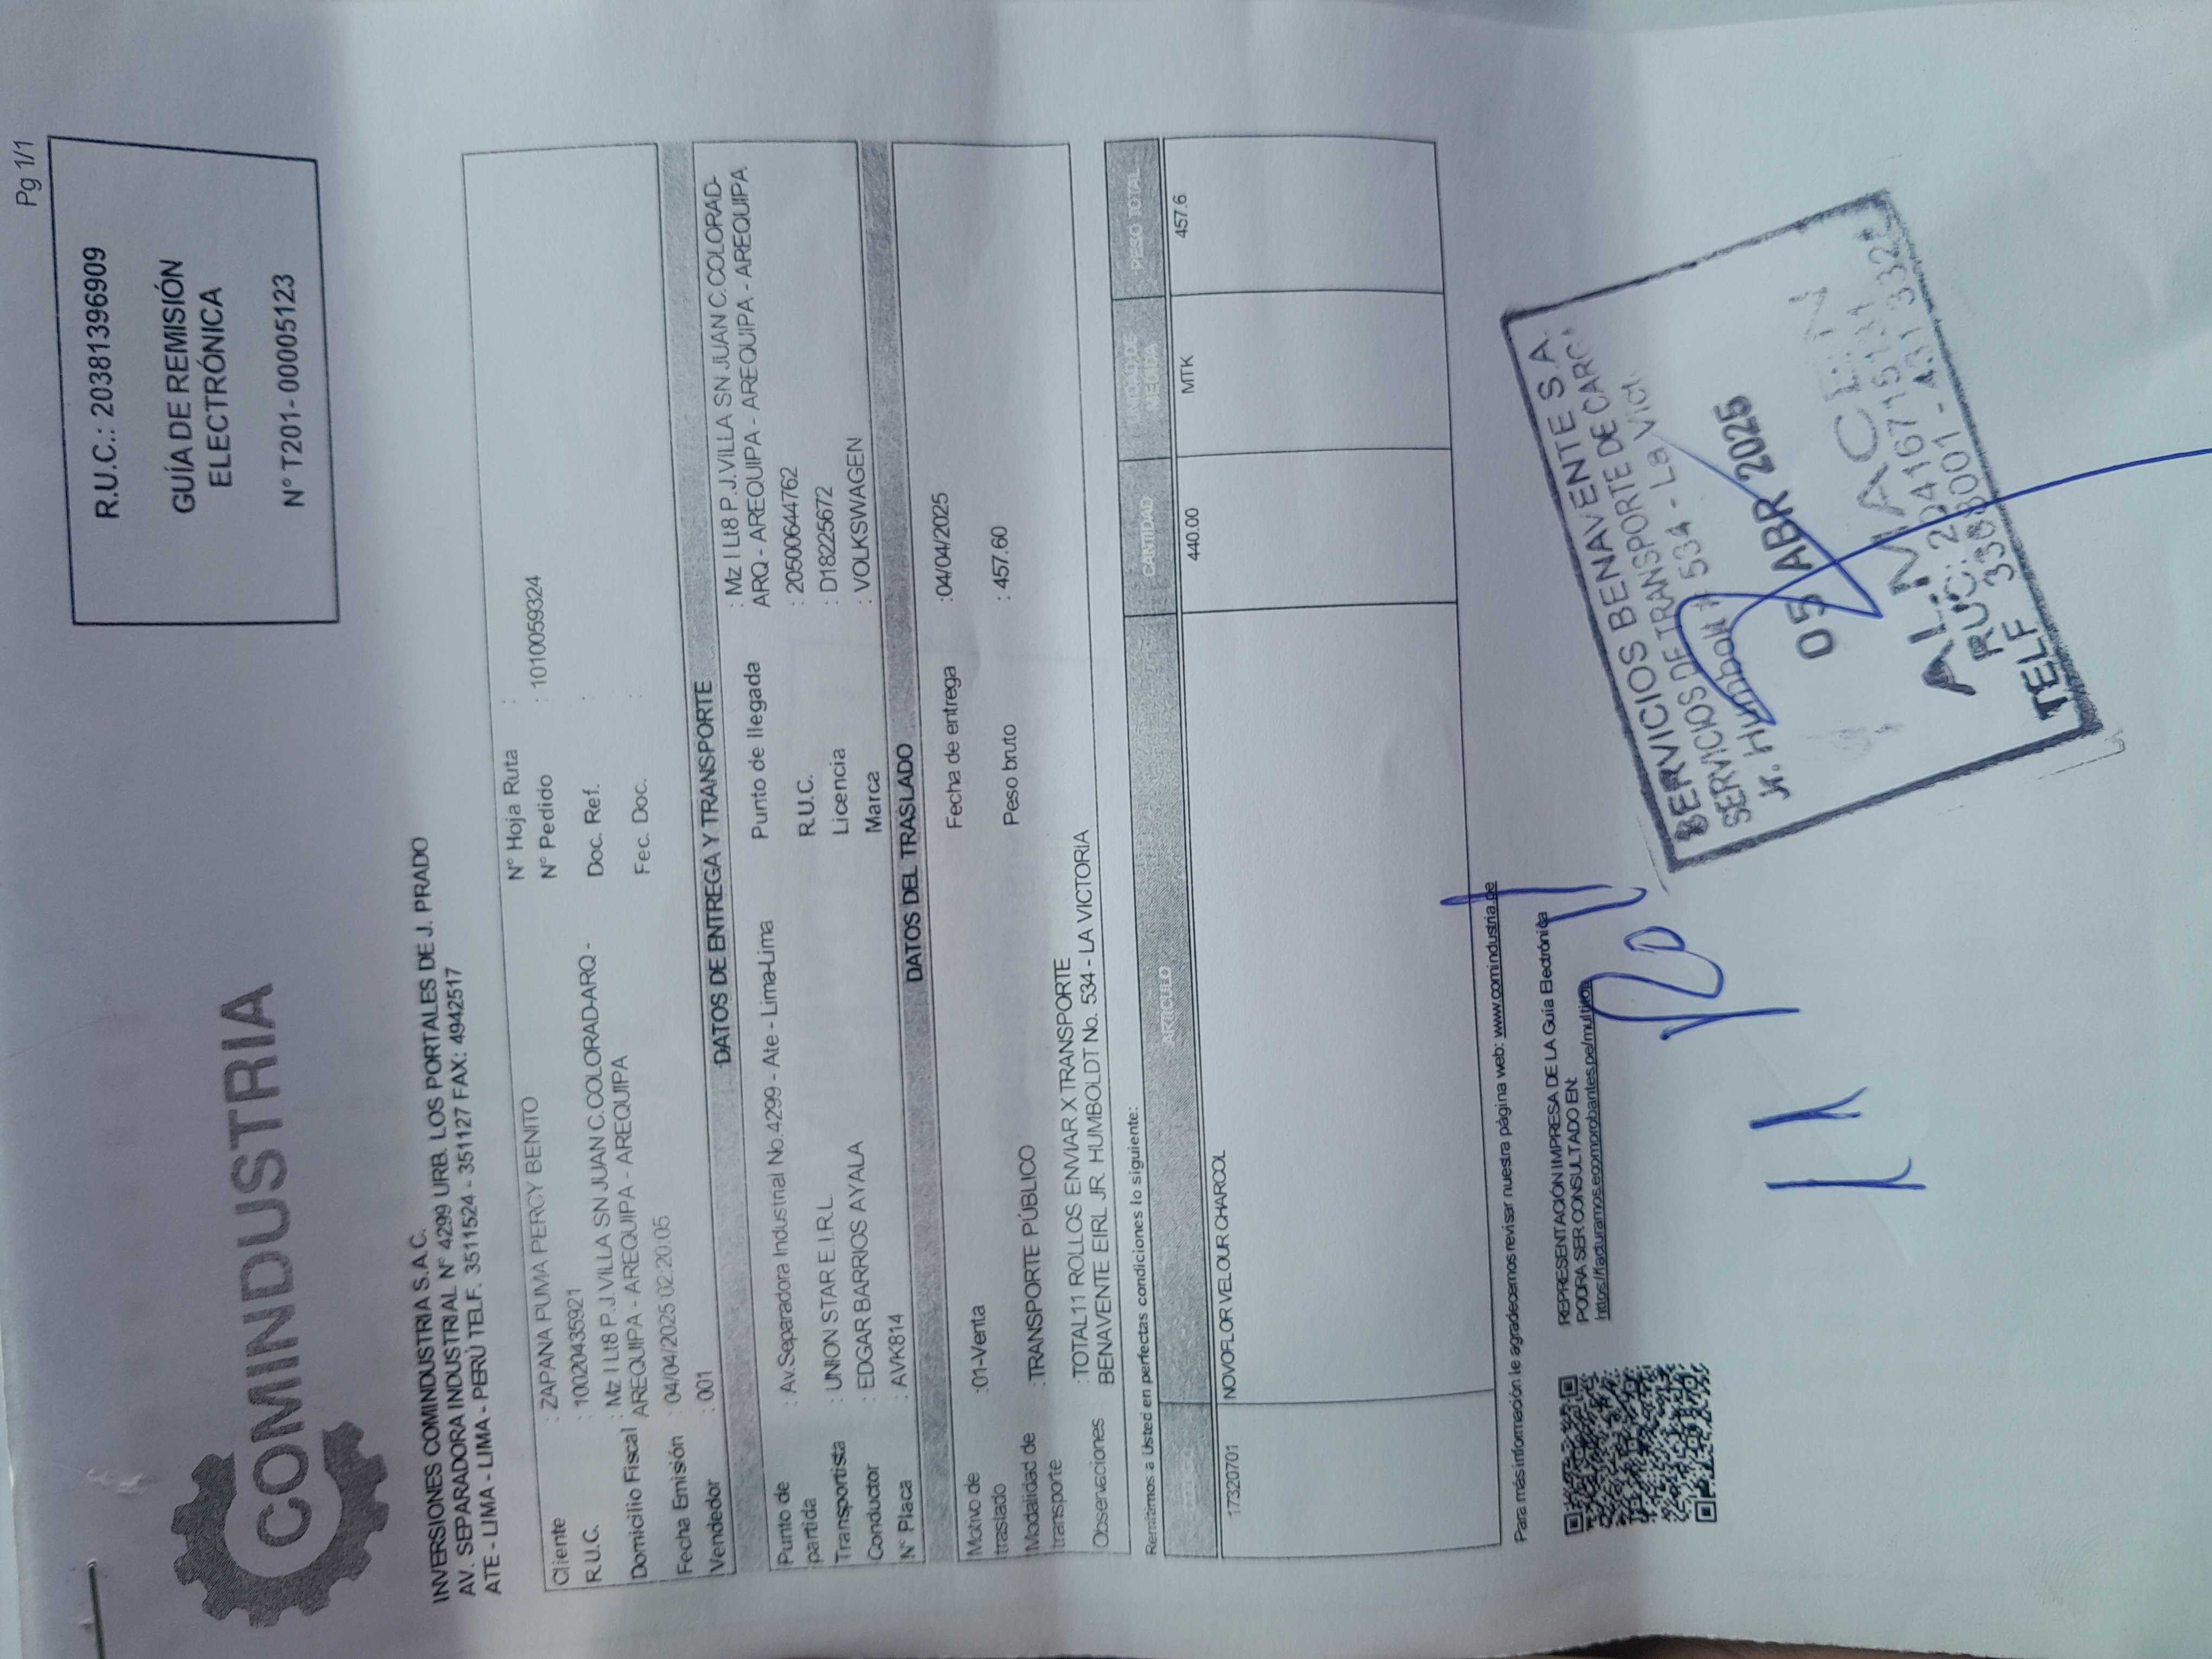 Pg 1/1
COMINDUSTRIA
R.U.C.: 20381396909
GUÍA DE REMISIÓN
ELECTRÓNICA
N° T201- 00005123
INVERSIONES COMINDUSTRIA S.A.C.
AV. SEPARADORA INDUSTRIAL N° 4299 URB. LOS PORTALES DE J. PRADO
ATE - LIMA - LIMA - PERÚ TELF. 3511524 - 351127 FAX: 4942517
Cliente : ZAPANA PUMA PERCY BENITO N° Hoja Ruta :
R.U.C. : 10020435921 N° Pedido : 1010059324
Domicilio Fiscal : Mz I Lt8 P.J.VILLA SN JUAN C.COLORAD-ARQ - Doc. Ref. :
AREQUIPA - AREQUIPA - AREQUIPA
Fecha Emisión : 04/04/2025 02:20:05 Fec. Doc. :
Vendedor : 001
DATOS DE ENTREGA Y TRANSPORTE
Punto de partida : Av.Separadora Industrial No.4299 - Ate - Lima-Lima Punto de llegada : Mz I Lt8 P.J.VILLA SN JUAN C.COLORAD-
ARQ - AREQUIPA - AREQUIPA - AREQUIPA
Transportista : UNION STAR E.I.R.L. R.U.C. : 20500644762
Conductor : EDGAR BARRIOS AYALA Licencia : D18225672
N° Placa : AVK814 Marca : VOLKSWAGEN
DATOS DEL TRASLADO
Motivo de traslado :01-Venta Fecha de entrega :04/04/2025
Modalidad de transporte :TRANSPORTE PÚBLICO Peso bruto : 457.60
Observaciones :TOTAL 11 ROLLOS ENVIAR X TRANSPORTE
BENAVENTE EIRL JR. HUMBOLDT No. 534 - LA VICTORIA
Remitimos a Usted en perfectas condiciones lo siguiente:
ARTÍCULO CANTIDAD UNIDAD DE MEDIDA PESO TOTAL
17320701 NOVOFLOR VELOUR CHARCOL 440.00 MTK 457.6
Para más información le agradecemos revisar nuestra página web: www.comindustria.pe
REPRESENTACIÓN IMPRESA DE LA Guía Electrónica
PODRA SER CONSULTADO EN:
11
SERVICIOS BENAVENTE S.A.
SERVICIOS DE TRANSPORTE DE
Jr. Humbolt # 534 - La Vict
05 ABR 2025
ALMACEN
RUC:
TELF